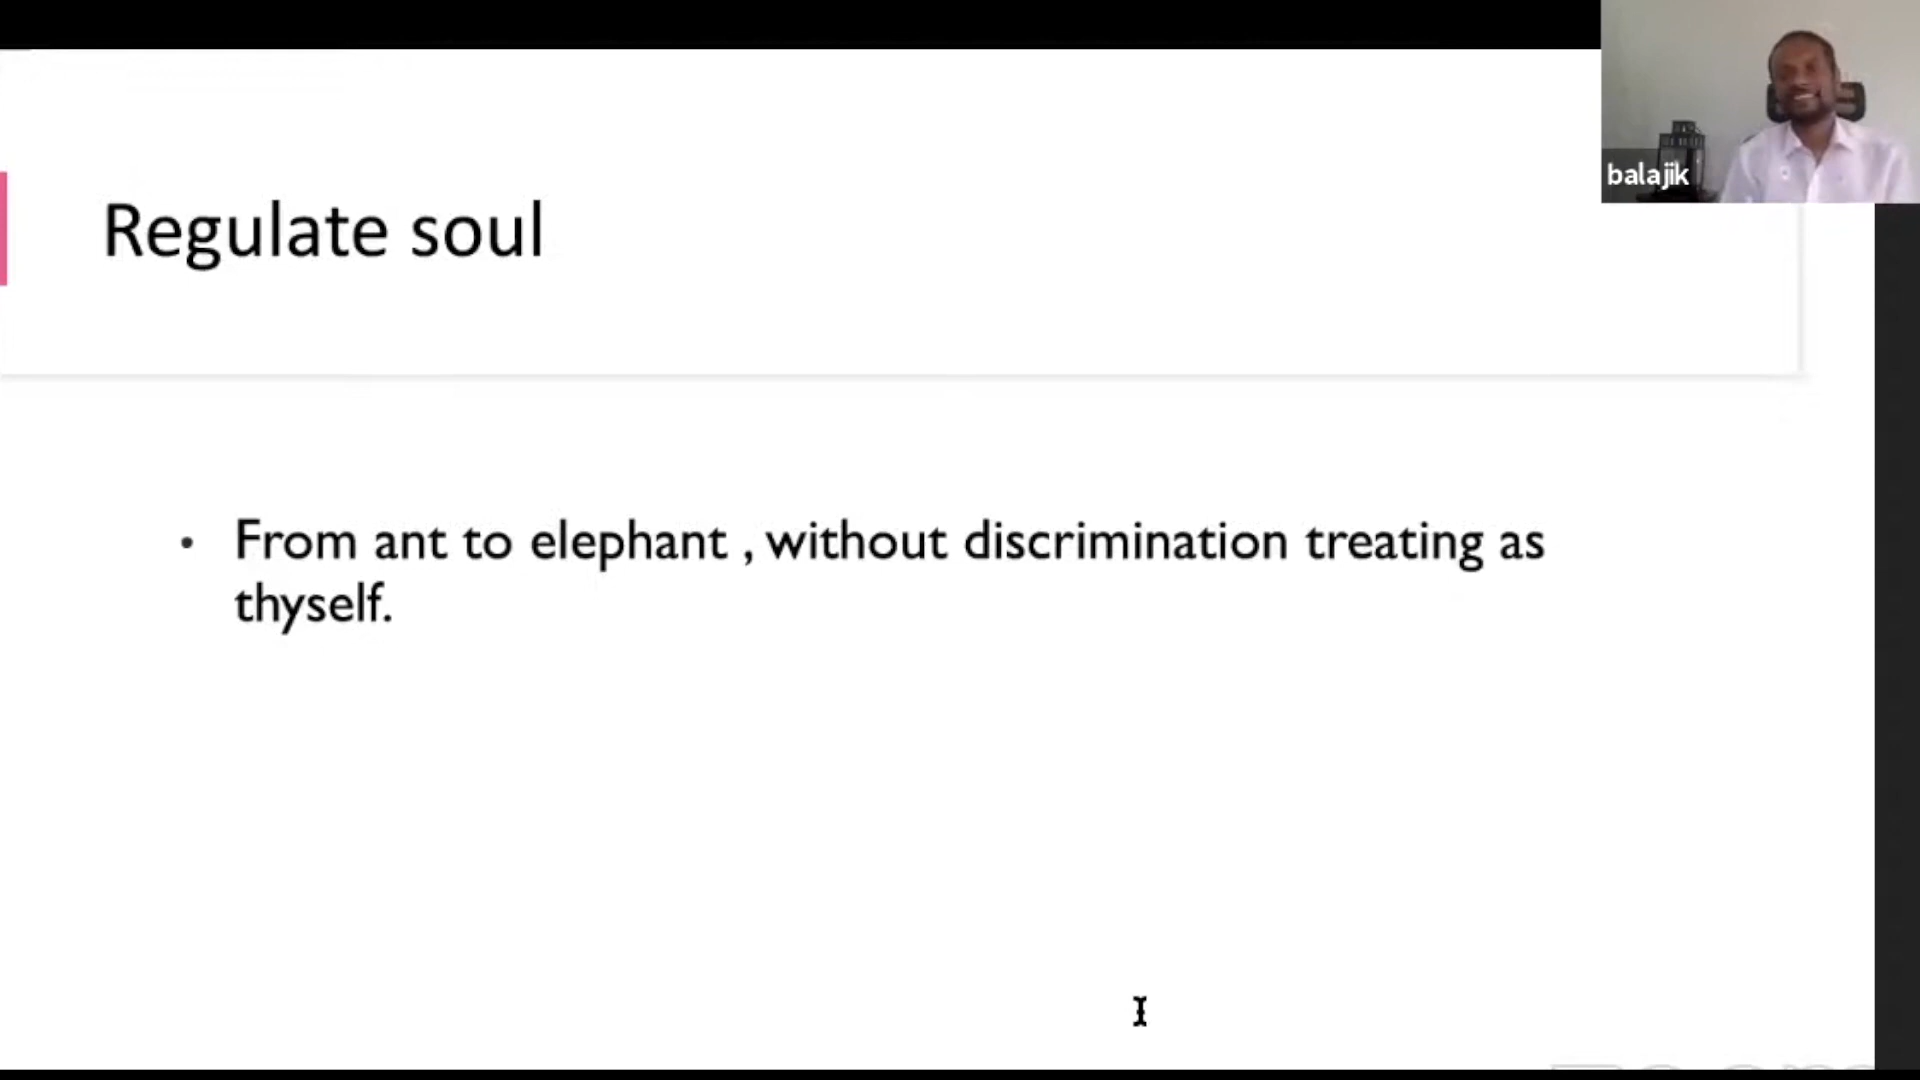 balajik
Regulate soul
• From ant to elephant , without discrimination treating as
thyself.